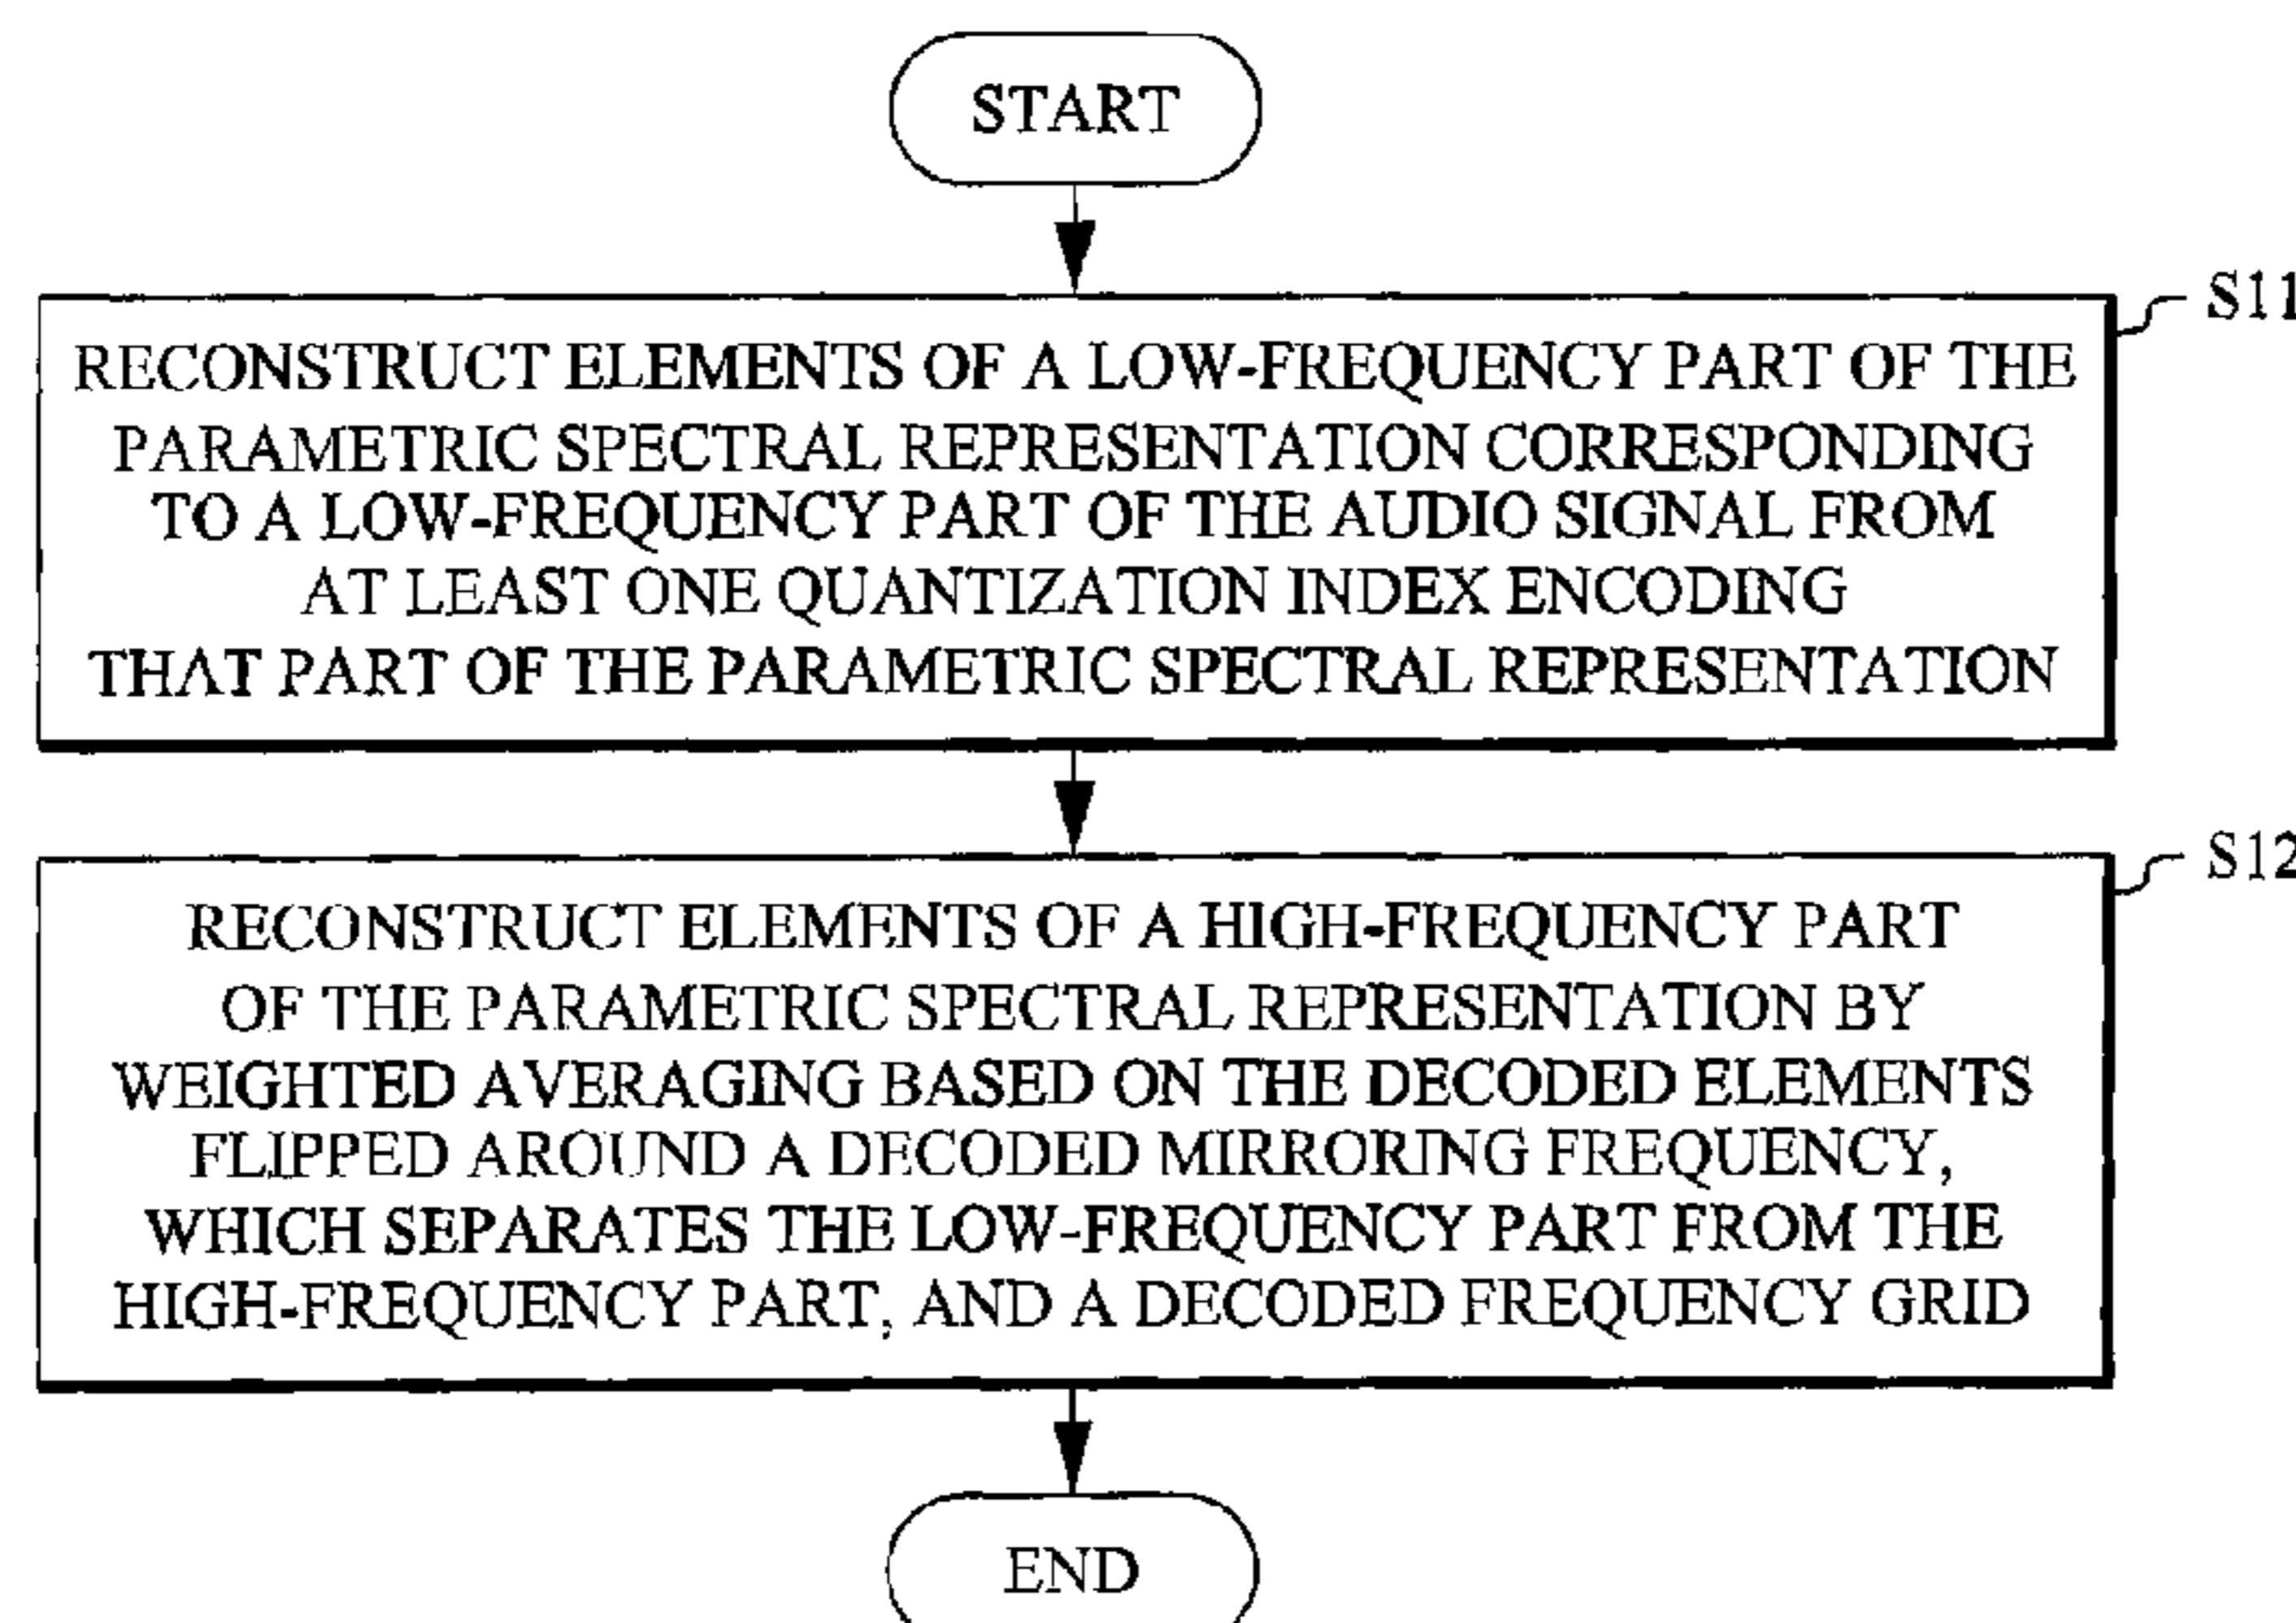 START
S11
RECONSTRUCT ELEMENTS OF A LOW-FREQUENCY PART OF THE
PARAMETRIC SPECTRAL REPRESENTATION CORRESPONDING
TO A LOW-FREQUENCY PART OF THE AUDIO SIGNAL FROM
AT LEAST ONE QUANTIZATION INDEX ENCODING
THAT PART OF THE PARAMETRIC SPECTRAL REPRESENTATION
S12
RECONSTRUCT ELEMENTS OF A HIGH-FREQUENCY PART
OF THE PARAMETRIC SPECTRAL REPRESENTATION BY
WEIGHTED AVERAGING BASED ON THE DECODED ELEMENTS
FLIPPED AROUND A DECODED MIRRORING FREQUENCY,
WHICH SEPARATES THE LOW-FREQUENCY PART FROM THE
HIGH-FREQUENCY PART, AND A DECODED FREQUENCY GRID
END